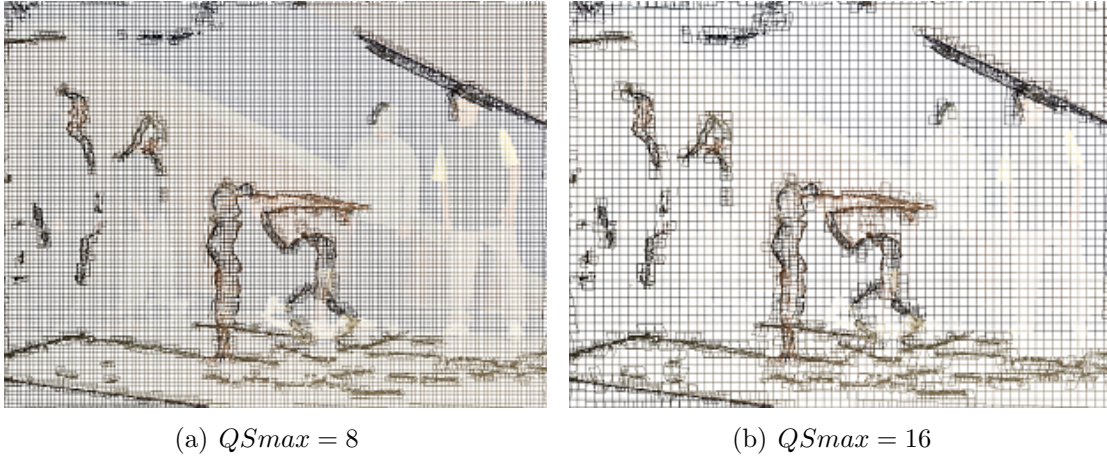 (a) QSmax = 8
(b) QSmax = 16